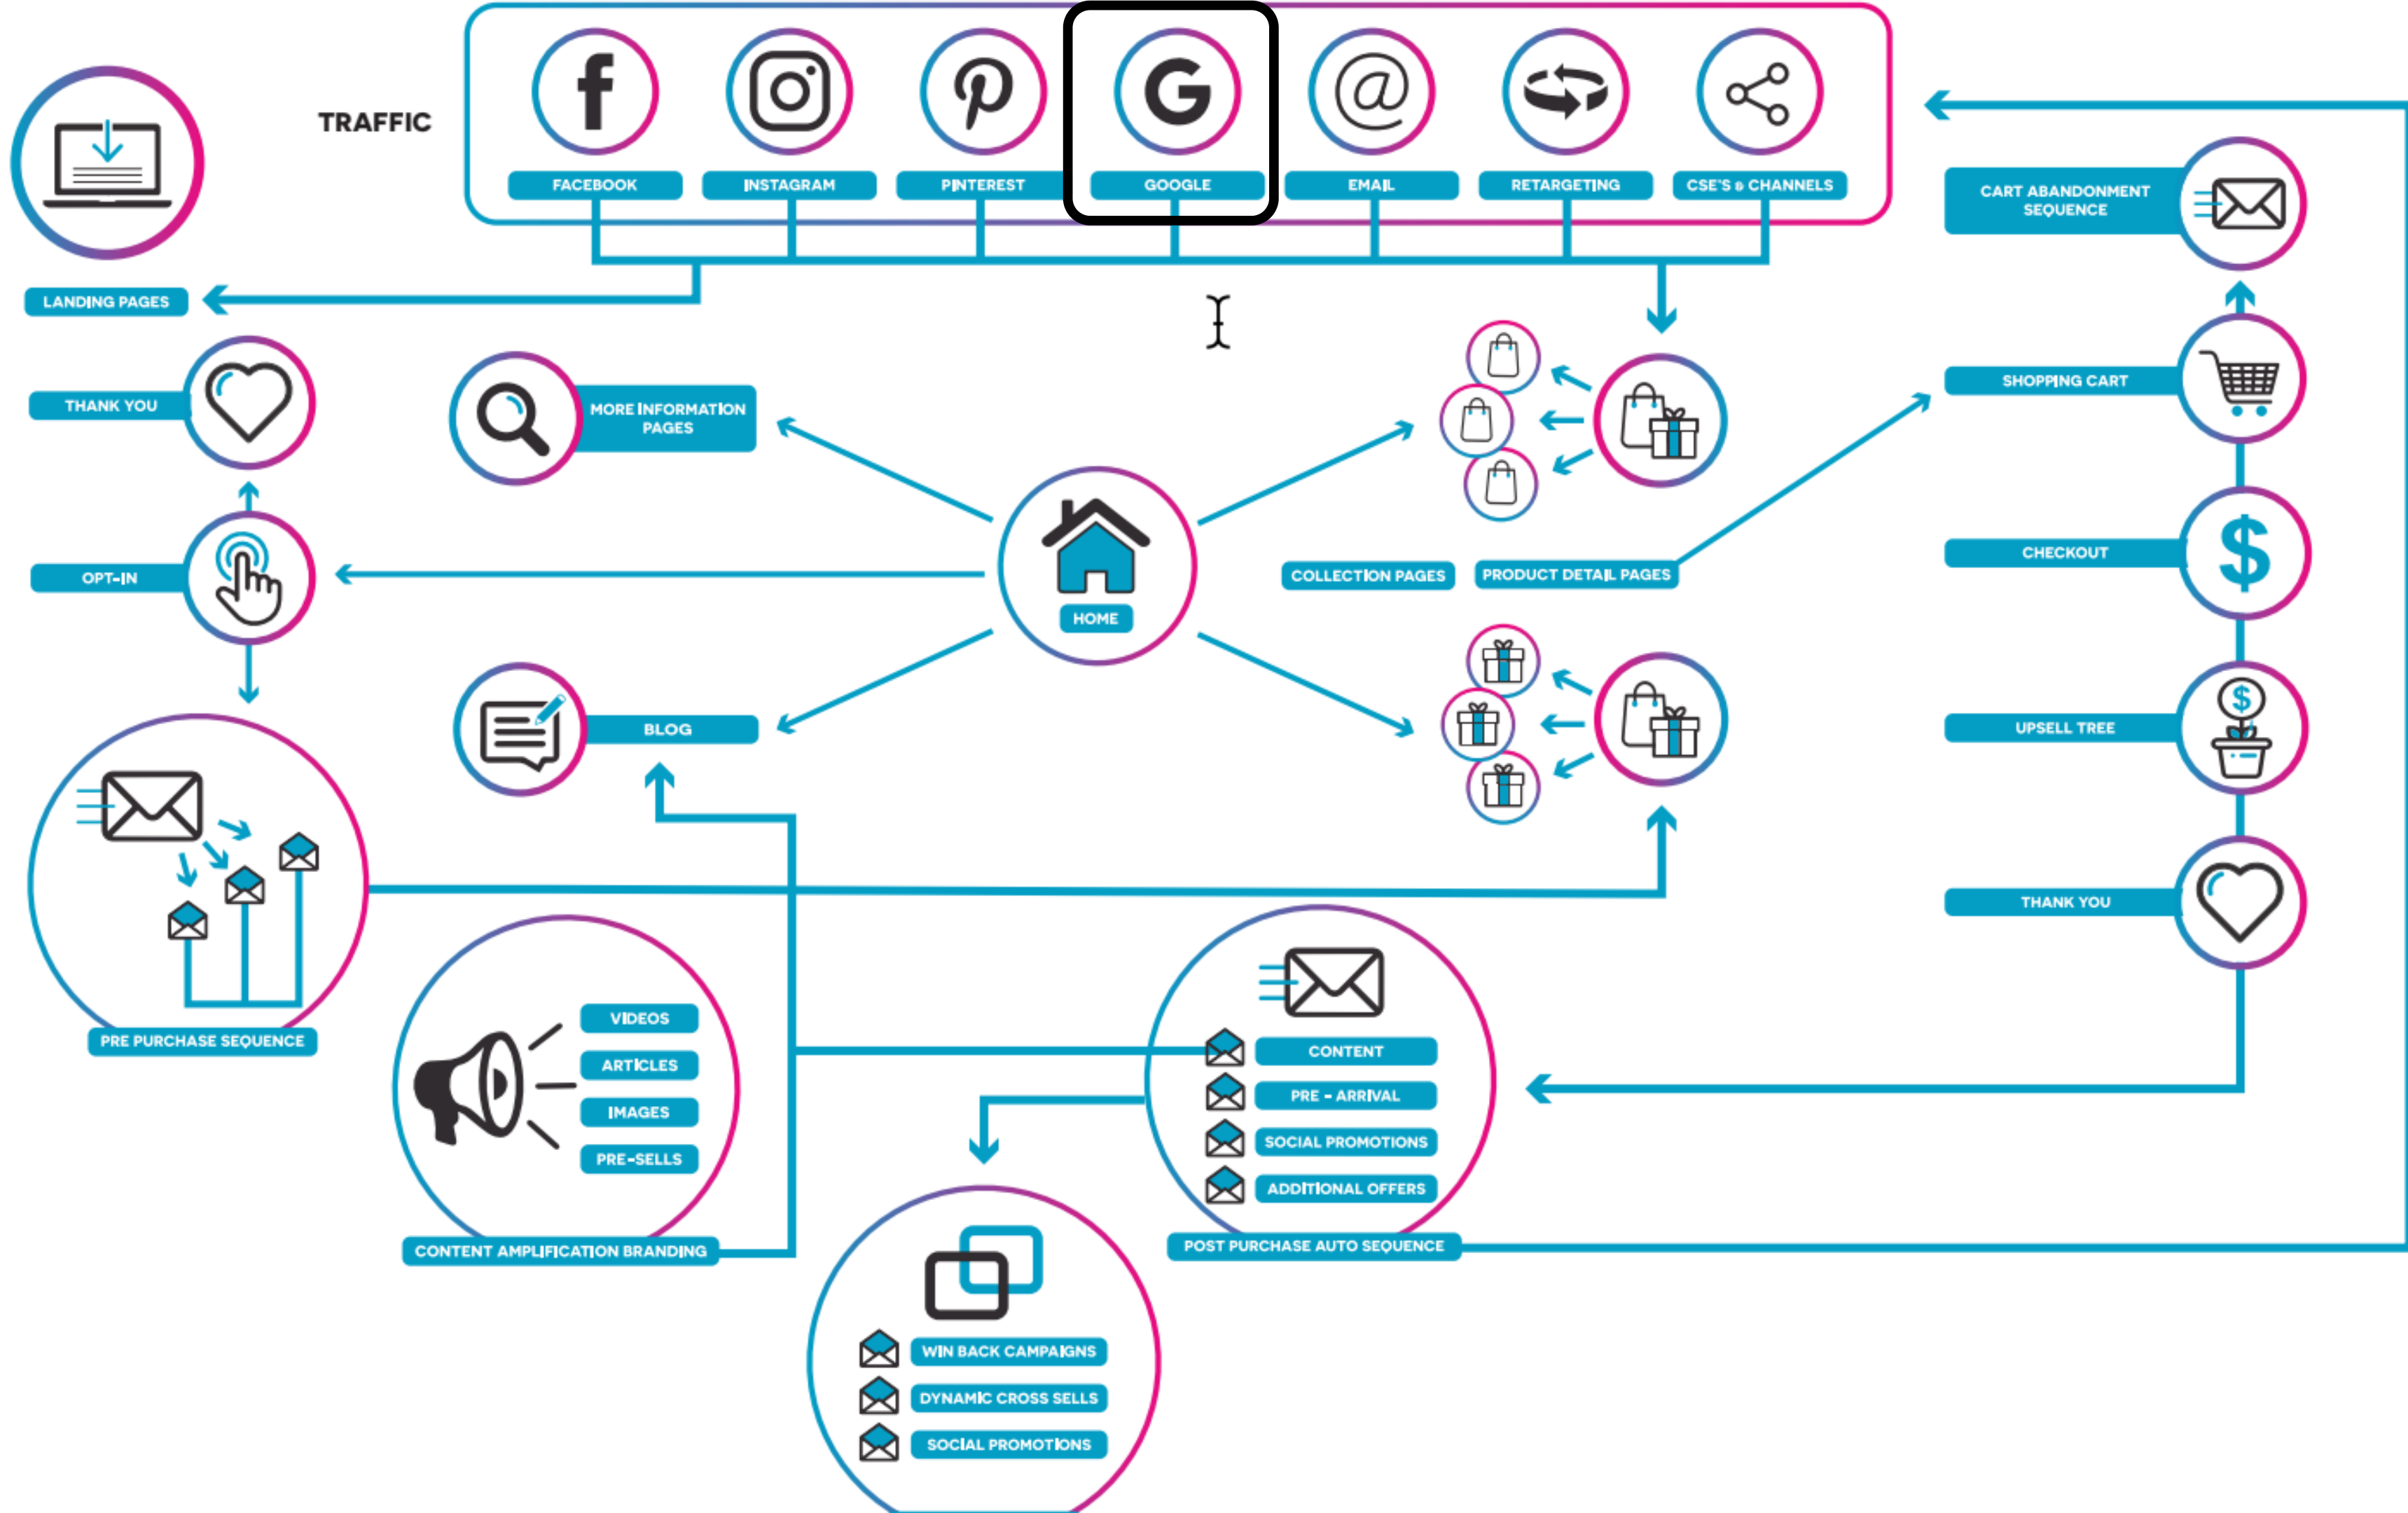 TRAFFIC
FACEBOOK
INSTAGRAM
PINTEREST
GOOGLE
EMAIL
RETARGETING
CSE'S & CHANNELS
CART ABANDONMENT
SEQUENCE
LANDING PAGES
THANK YOU
MORE INFORMATION
PAGES
SHOPPING CART
OPT-IN
HOME
COLLECTION PAGES
PRODUCT DETAIL PAGES
CHECKOUT
BLOG
UPSELL TREE
THANK YOU
PRE PURCHASE SEQUENCE
VIDEOS
ARTICLES
IMAGES
PRE-SELLS
CONTENT AMPLIFICATION BRANDING
CONTENT
PRE - ARRIVAL
SOCIAL PROMOTIONS
ADDITIONAL OFFERS
POST PURCHASE AUTO SEQUENCE
WIN BACK CAMPAIGNS
DYNAMIC CROSS SELLS
SOCIAL PROMOTIONS